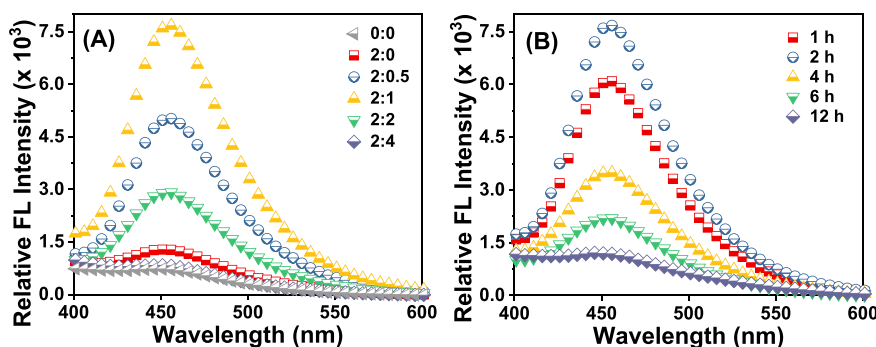 (A)
Relative FL Intensity (x 10³)
7.5
6.0
4.5
3.0
1.5
0.0
400
450
500
550
600
Wavelength (nm)
0:0
2:0
2:0.5
2:1
2:2
2:4
(B)
Relative FL Intensity (x 10³)
7.5
6.0
4.5
3.0
1.5
0.0
400
450
500
550
600
Wavelength (nm)
1 h
2 h
4 h
6 h
12 h